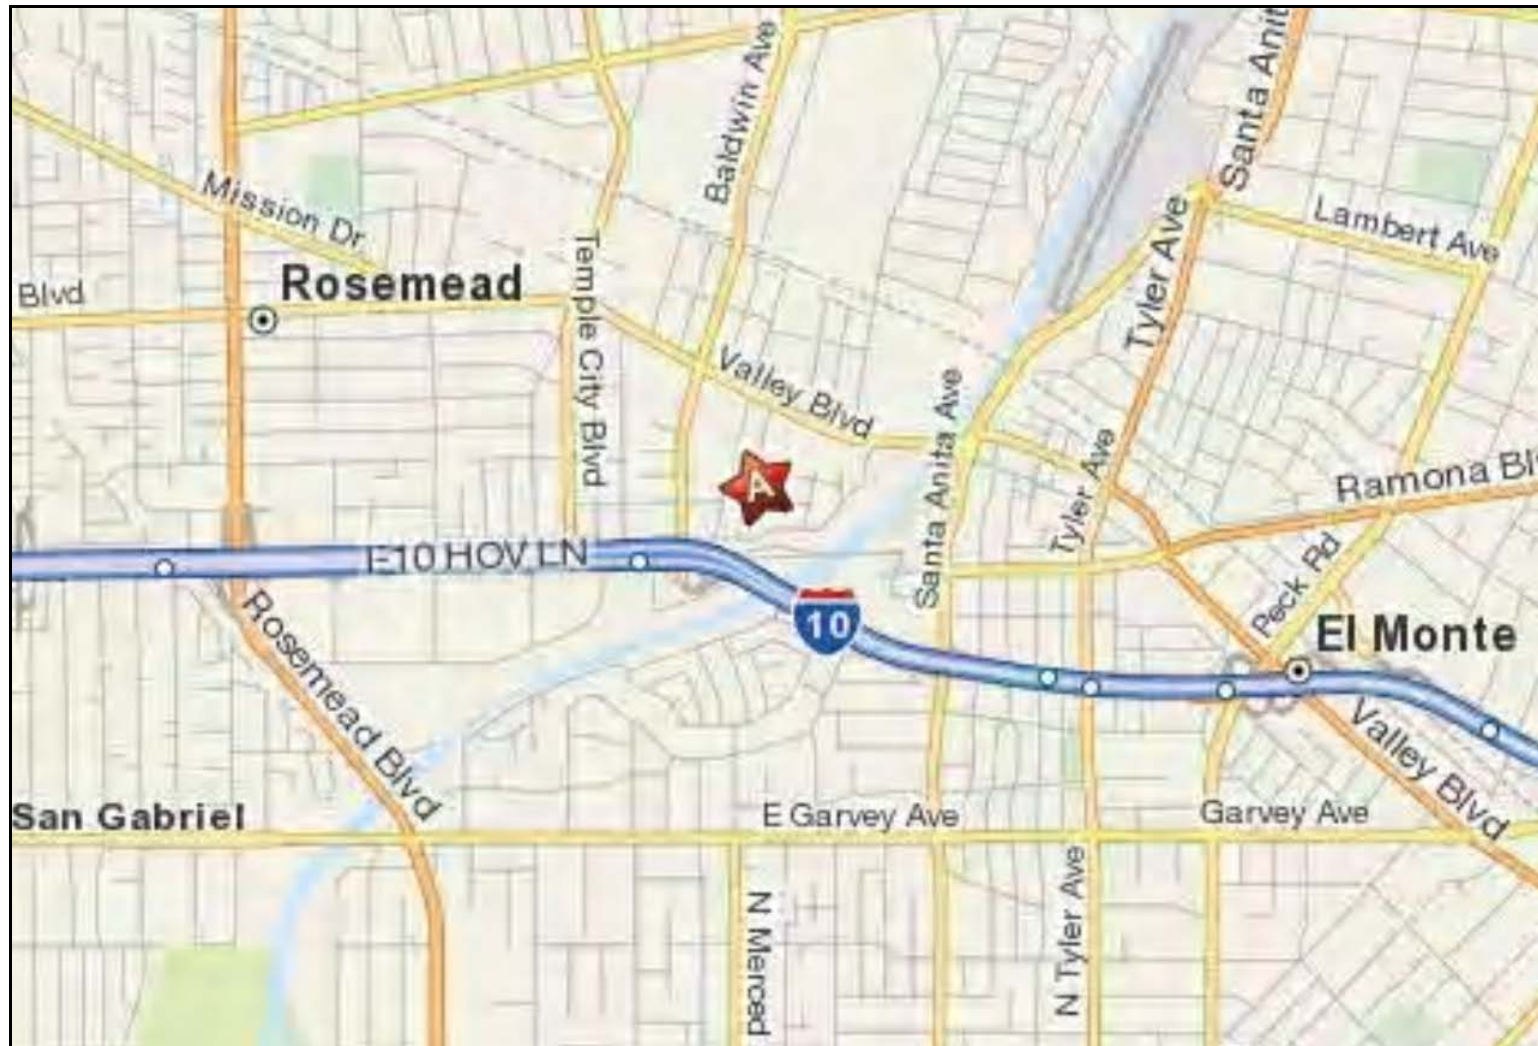 Baldwin Ave
Santa Anit
Mission Dr
Lambert Ave
Tyler Ave
Blvd
Rosemead
Temple City Blvd
Valley Blvd
Santa Anita Ave
Tyler Ave
A
Ramona Bl
E10 HOV LN
Peck Rd
10
El Monte
Rosemead Blvd
Valley Blvd
San Gabriel
E Garvey Ave
Garvey Ave
N Tyler Ave
N Merced